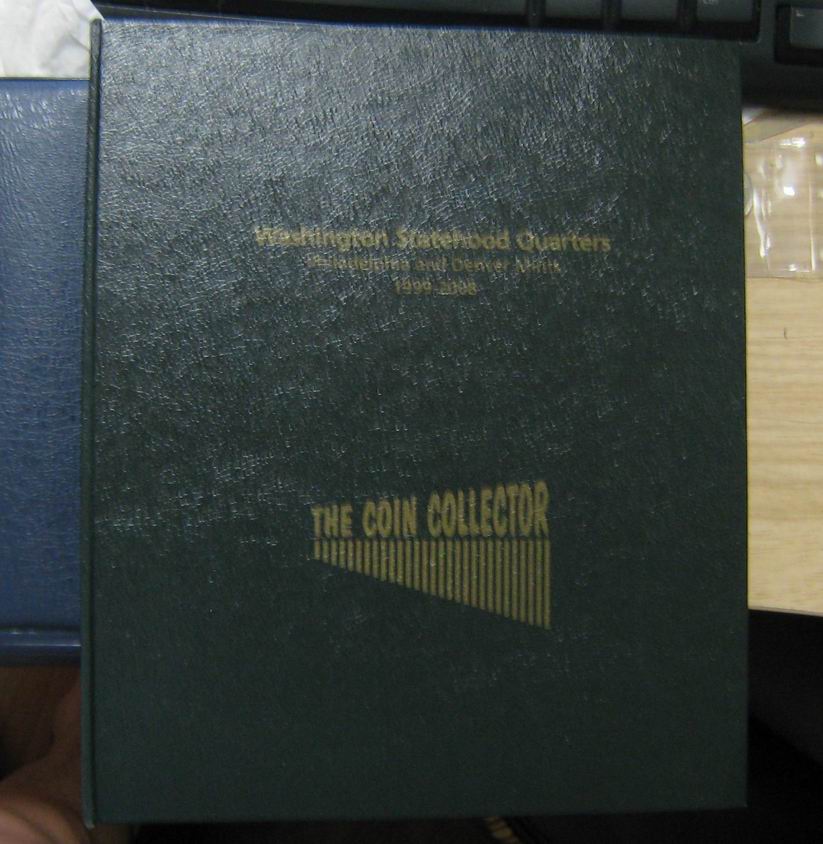 Washington Statehood Quarters
Philadelphia and Denver Mints
1999-2008
THE COIN COLLECTOR